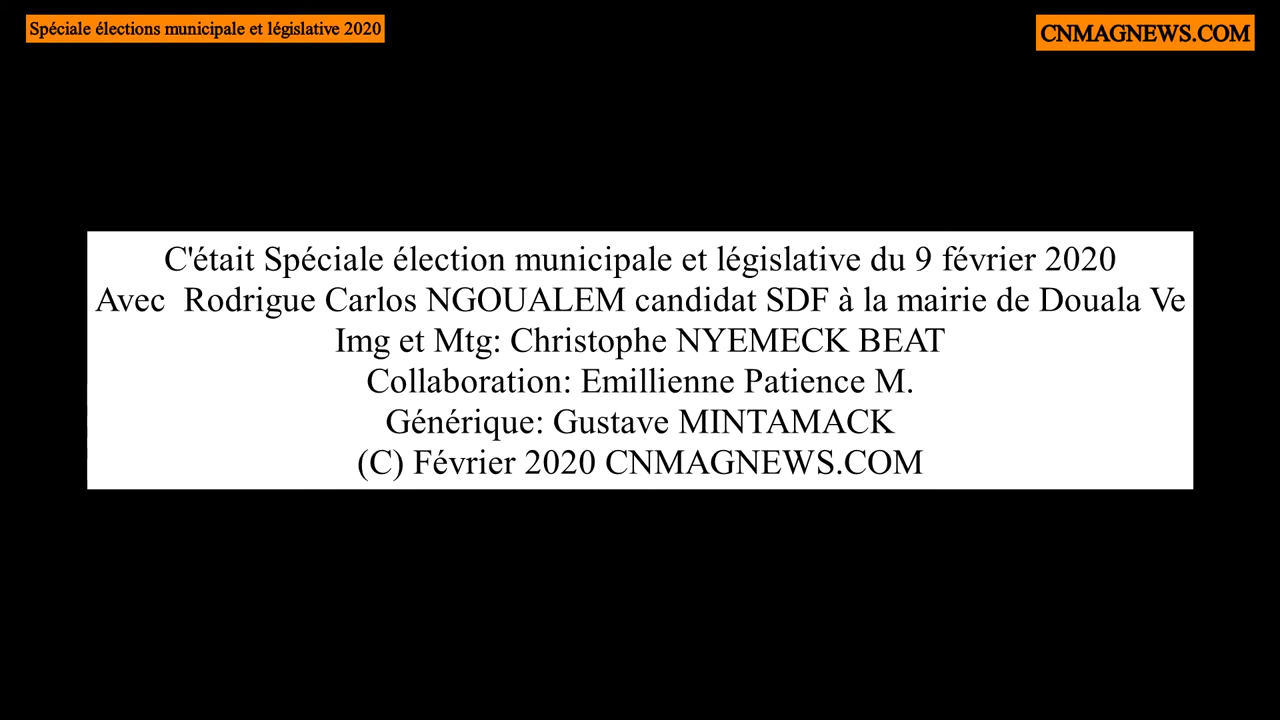 Spéciale élections municipale et législative 2020
CNMAGNEWS.COM
C'était Spéciale élection municipale et législative du 9 février 2020
Avec  Rodrigue Carlos NGOUALEM candidat SDF à la mairie de Douala Ve
Img et Mtg: Christophe NYEMECK BEAT
Collaboration: Emillienne Patience M.
Générique: Gustave MINTAMACK
(C) Février 2020 CNMAGNEWS.COM